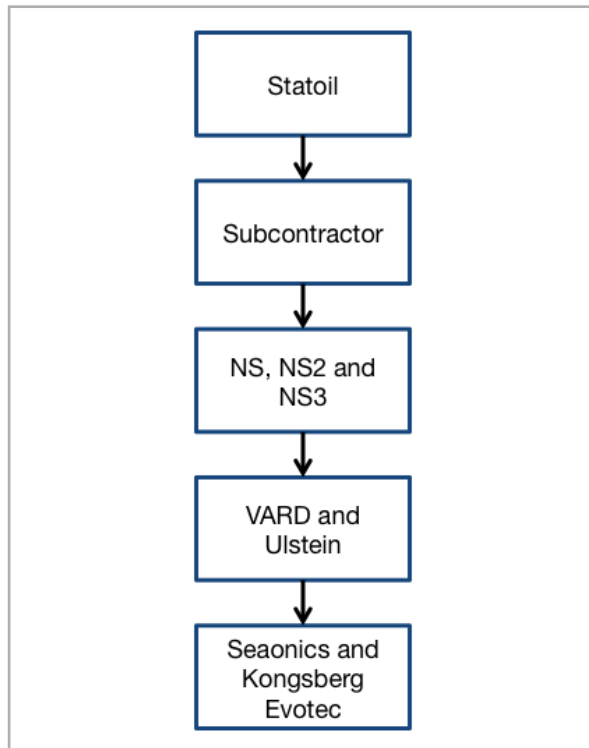 Statoil
Subcontractor
NS, NS2 and
NS3
VARD and
Ulstein
Seaonics and
Kongsberg
Evotec